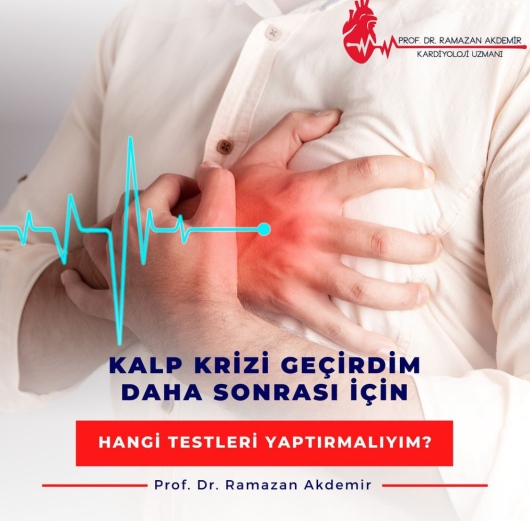 PROF. DR. RAMAZAN AKDEMİR
KARDİYOLOJİ UZMANI
KALP KRİZİ GEÇİRDİM
DAHA SONRASI İÇİN
HANGİ TESTLERİ YAPTIRMALIYIM?
Prof. Dr. Ramazan Akdemir